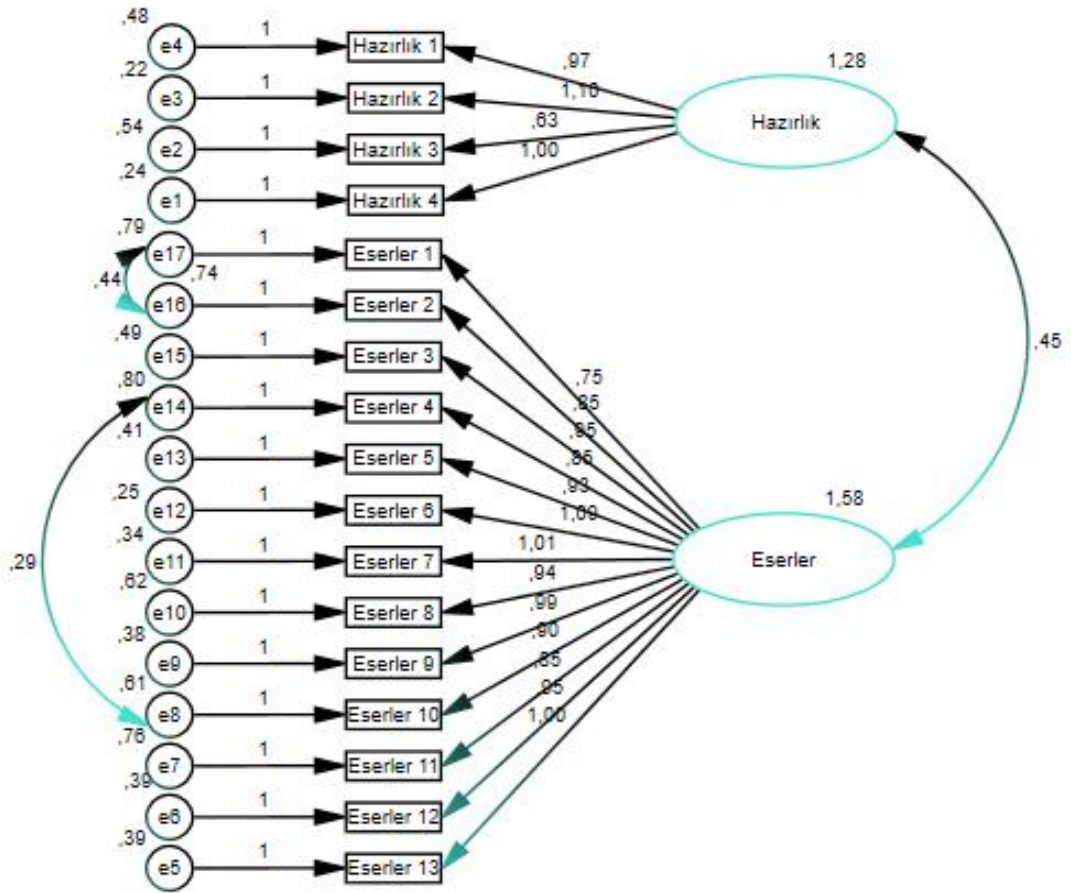 ,48
e4
1
Hazırlık 1
,97
1,28
,22
e3
1
Hazırlık 2
1,10
Hazırlık
,54
e2
1
Hazırlık 3
,63
,24
e1
1
Hazırlık 4
1,00
,79
e17
1
Eserler 1
,44
,74
e16
1
Eserler 2
,49
e15
1
Eserler 3
,45
,80
e14
1
Eserler 4
,75
,85
,95
,41
e13
1
Eserler 5
,93
,25
e12
1
Eserler 6
1,09
1,58
,34
e11
1
Eserler 7
1,01
Eserler
,29
,62
e10
1
Eserler 8
,94
,38
e9
1
Eserler 9
,99
,90
,61
e8
1
Eserler 10
,85
,95
1,00
,76
e7
1
Eserler 11
,39
e6
1
Eserler 12
,39
e5
1
Eserler 13